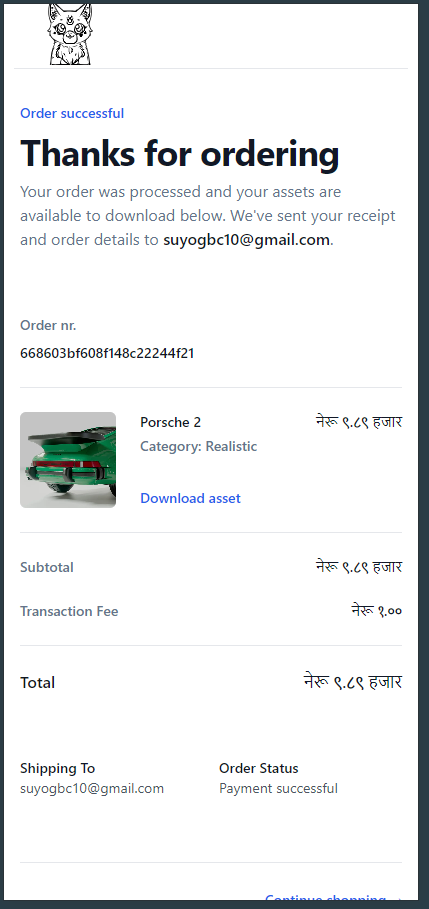 Order successful
Thanks for ordering
Your order was processed and your assets are
available to download below. We've sent your receipt
and order details to suyogbc10@gmail.com.
Order nr.
668603bf608f148c22244f21
Porsche 2
नेरू ९.८९ हजार
Category: Realistic
Download asset
Subtotal
नेरू ९.८९ हजार
Transaction Fee
नेरू १.००
Total
नेरू ९.८९ हजार
Shipping To
Order Status
suyogbc10@gmail.com
Payment successful
Continue shopping →